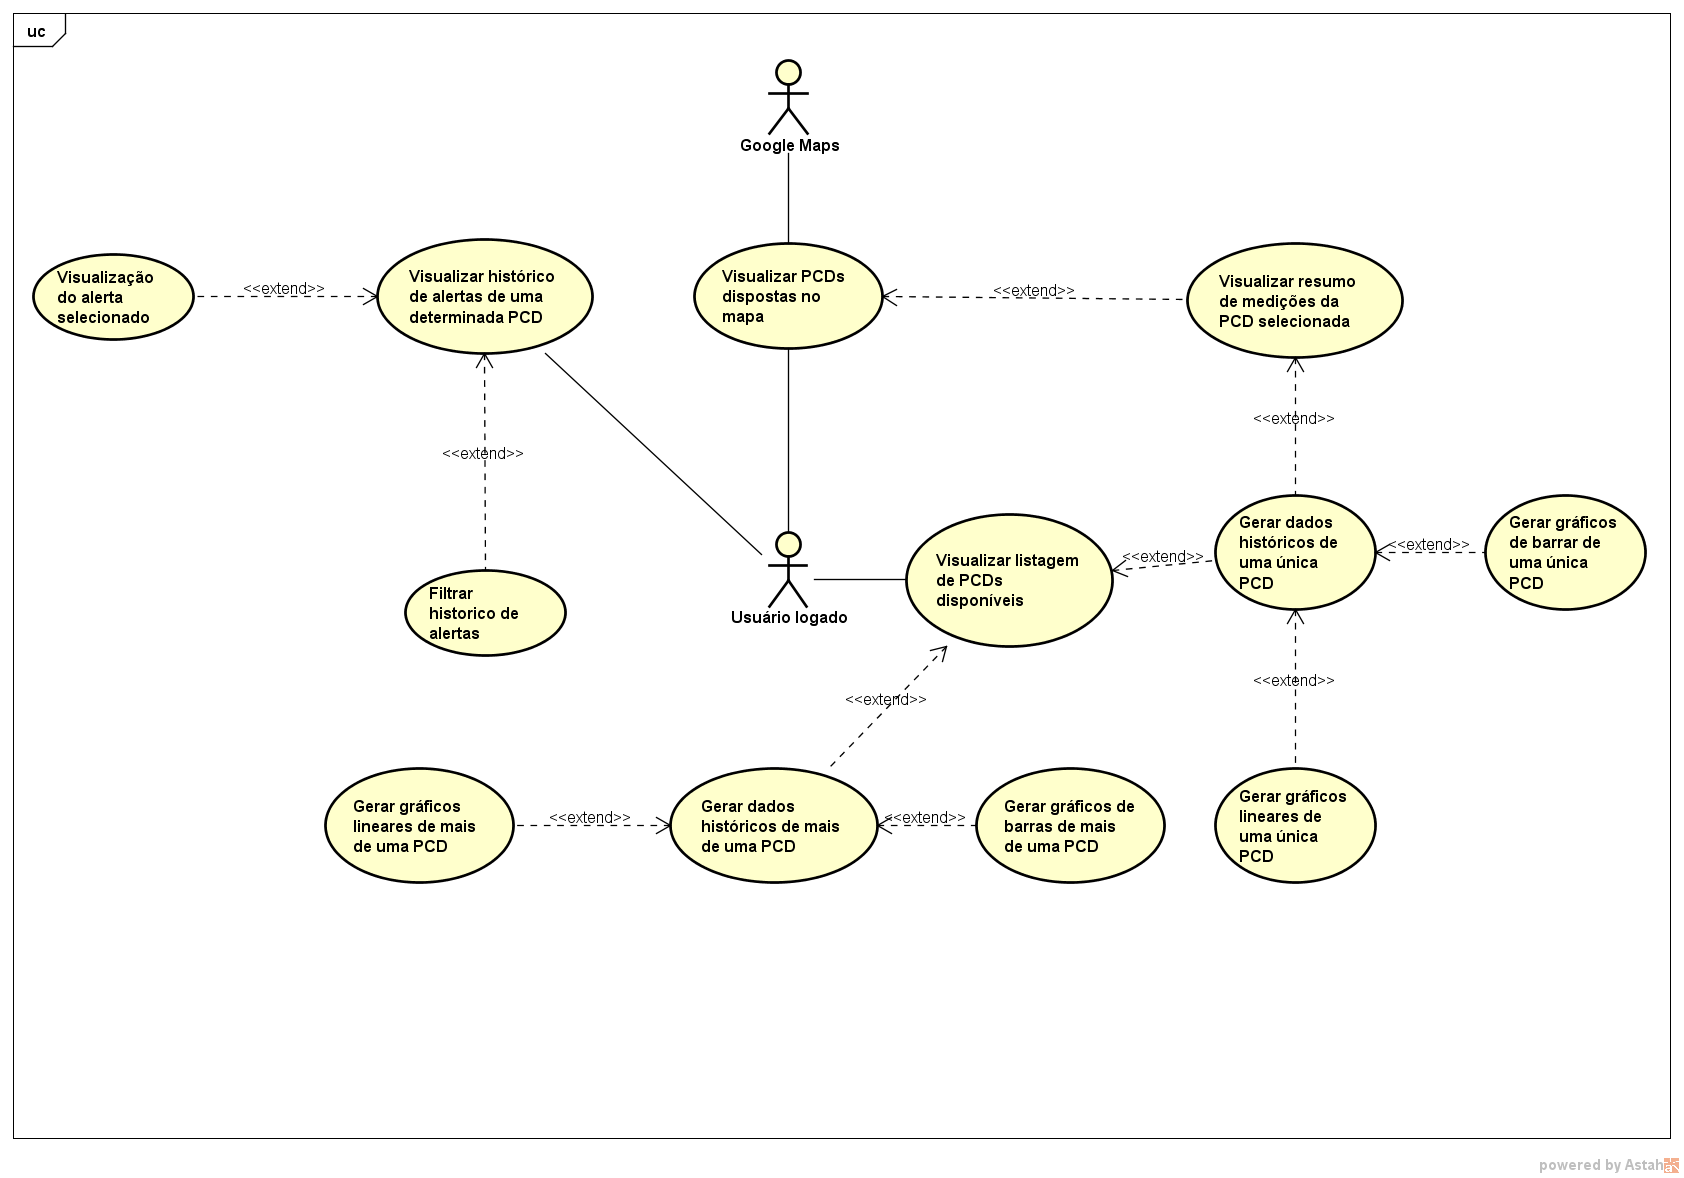 uc
Google Maps
Visualização
do alerta
selecionado
<<extend>>
Visualizar histórico
de alertas de uma
determinada PCD
Visualizar PCDs
dispostas no
mapa
<<extend>>
Visualizar resumo
de medições da
PCD selecionada
<<extend>>
<<extend>>
Filtrar
historico de
alertas
Usuário logado
Visualizar listagem
de PCDs
disponíveis
<<extend>>
Gerar dados
históricos de
uma única
PCD
<<extend>>
Gerar gráficos
de barrar de
uma única
PCD
<<extend>>
<<extend>>
Gerar gráficos
lineares de mais
de uma PCD
<<extend>>
Gerar dados
históricos de mais
de uma PCD
<<extend>>
Gerar gráficos de
barras de mais
de uma PCD
Gerar gráficos
lineares de
uma única
PCD
powered by Astah